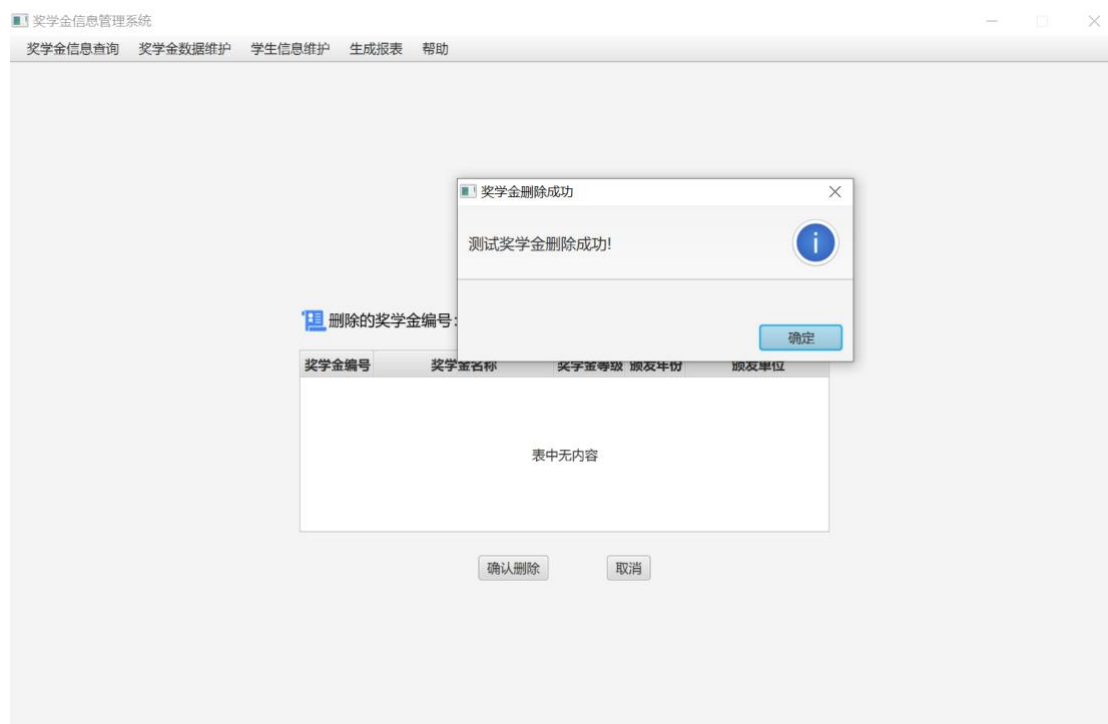 奖学金信息管理系统
奖学金信息查询 奖学金数据维护 学生信息维护 生成报表 帮助
奖学金删除成功
测试奖学金删除成功!
确定
删除的奖学金编号:
奖学金编号 奖学金名称 奖学金等级 颁发年份 颁发单位
表中无内容
确认删除 取消